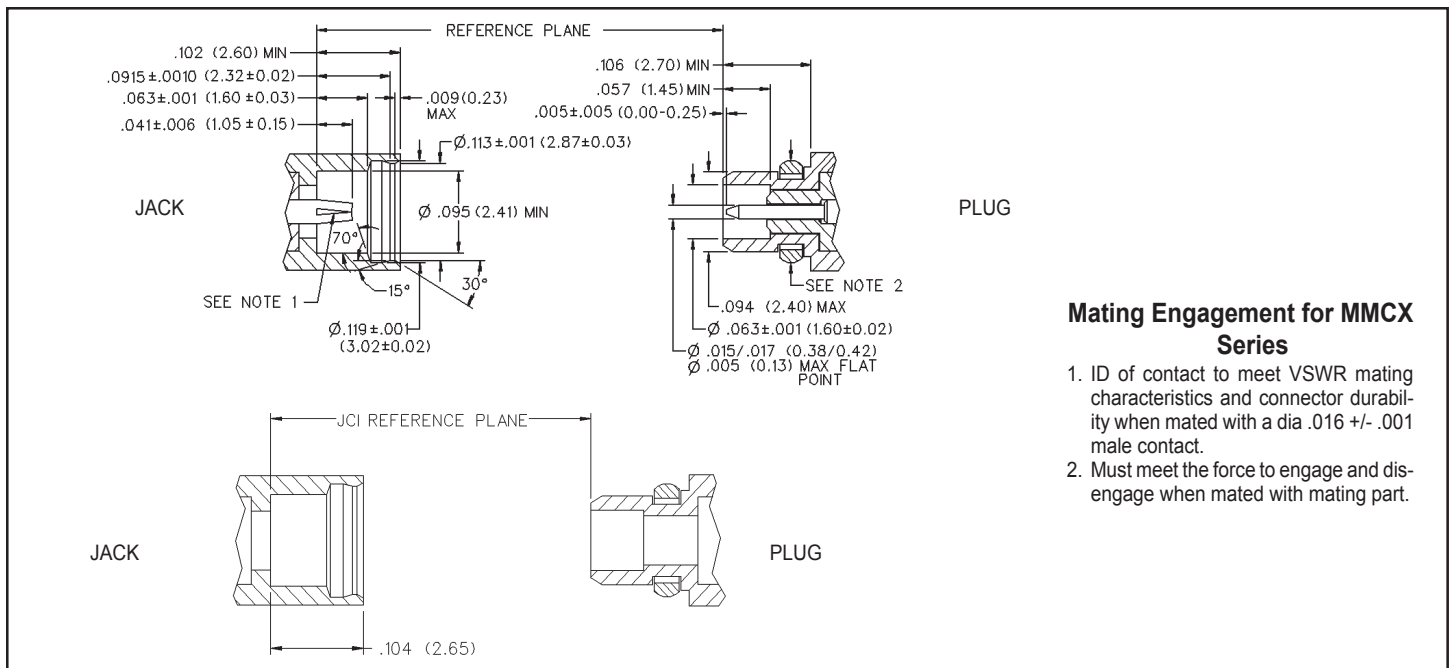 REFERENCE PLANE
.102 (2.60) MIN
.0915±.0010 (2.32±0.02)
.063±.001 (1.60±0.03)
.041±.006 (1.05±0.15)
.009(0.23)
MAX
Ø.113±.001 (2.87±0.03)
JACK
Ø .095 (2.41) MIN
70°
30°
15°
SEE NOTE 1
Ø.119±.001
(3.02±0.02)
.106 (2.70) MIN
.057 (1.45) MIN
.005±.005 (0.00-0.25)
PLUG
SEE NOTE 2
.094 (2.40) MAX
Ø .063±.001 (1.60±0.02)
Ø .015/.017 (0.38/0.42)
Ø .005 (0.13) MAX FLAT
POINT
Mating Engagement for MMCX
Series
1. ID of contact to meet VSWR mating
characteristics and connector durabil-
ity when mated with a dia .016 +/- .001
male contact.
2. Must meet the force to engage and dis-
engage when mated with mating part.
JCI REFERENCE PLANE
JACK
PLUG
.104 (2.65)